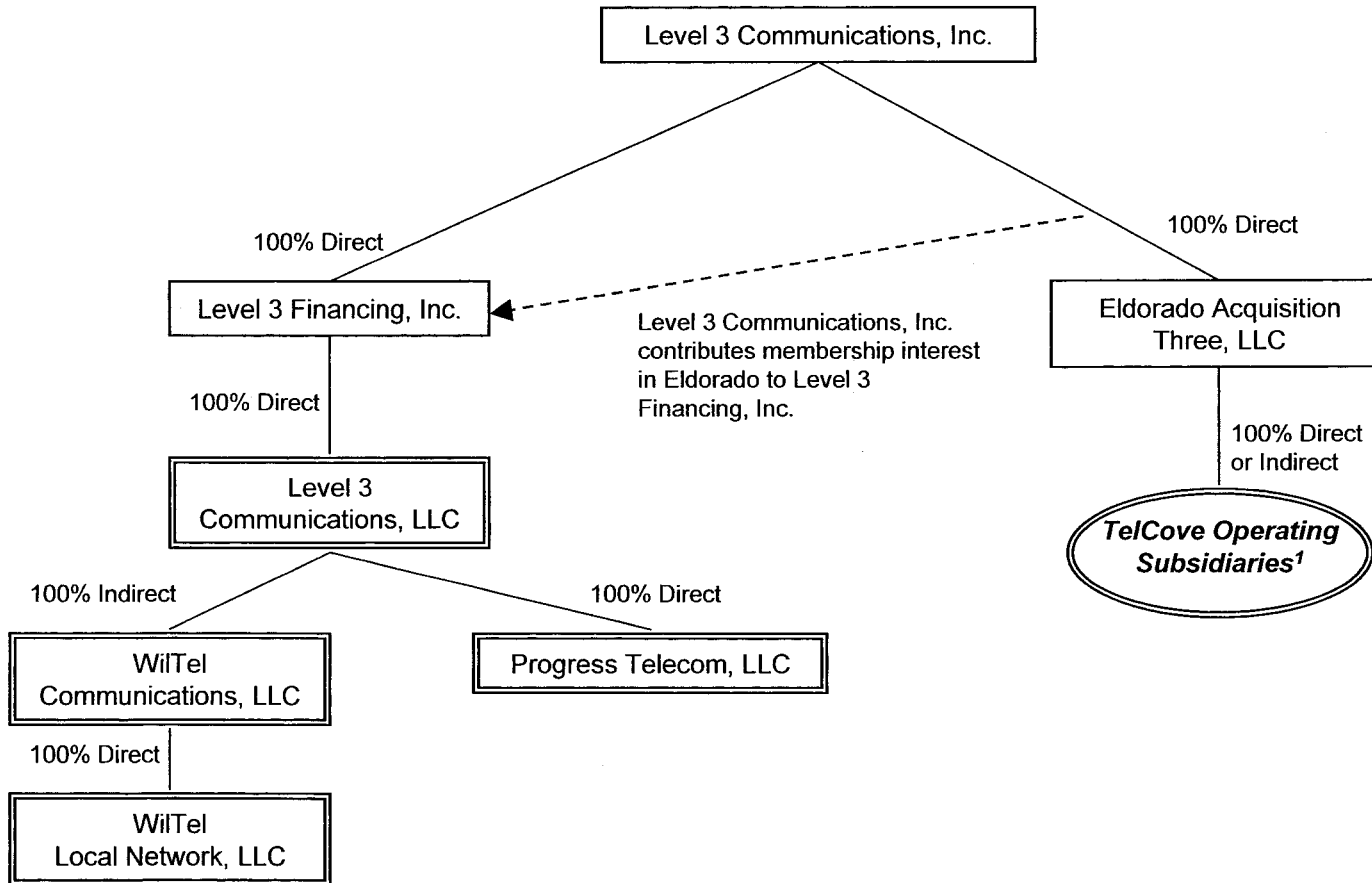 Level 3 Communications, Inc.
100% Direct
100% Direct
Level 3 Financing, Inc.
Level 3 Communications, Inc.
contributes membership interest
in Eldorado to Level 3
Financing, Inc.
Eldorado Acquisition
Three, LLC
100% Direct
100% Direct
or Indirect
Level 3
Communications, LLC
TelCove Operating
Subsidiaries¹
100% Indirect
100% Direct
WilTel
Communications, LLC
Progress Telecom, LLC
100% Direct
WilTel
Local Network, LLC